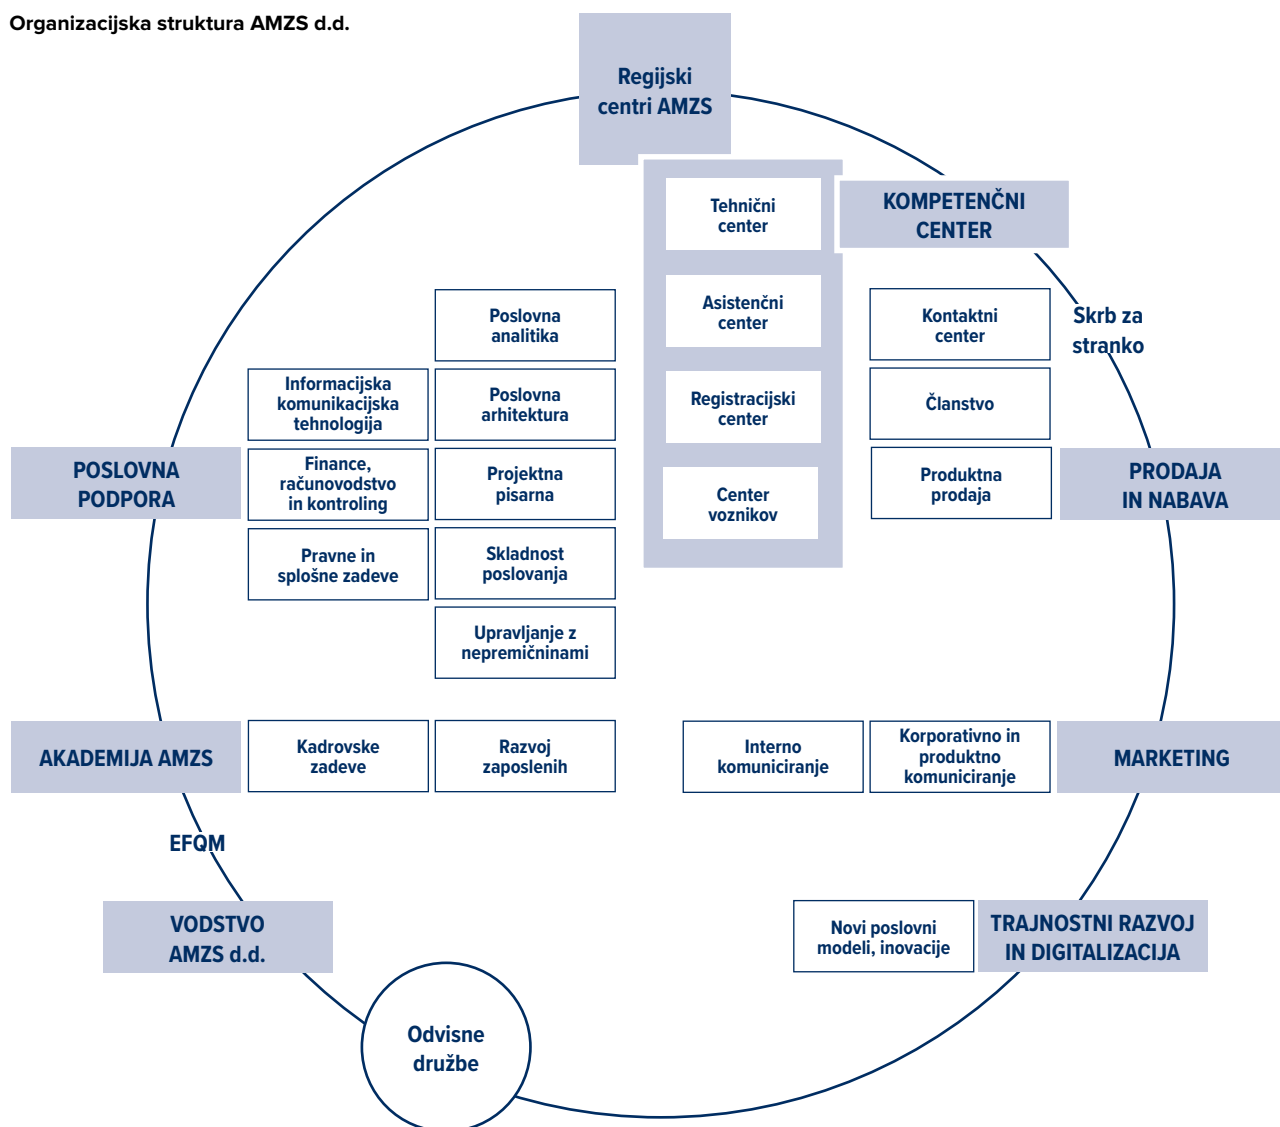 Organizacijska struktura AMZS d.d.
Regijski
centri AMZS
Tehnični
center
Asistenčni
center
Registracijski
center
Center
voznikov
KOMPETENČNI
CENTER
Skrb za
stranko
Kontaktni
center
Članstvo
Produktna
prodaja
PRODAJA
IN NABAVA
Poslovna
analitika
Poslovna
arhitektura
Projektna
pisarna
Skladnost
poslovanja
Upravljanje z
nepremičninami
Informacijska
komunikacijska
tehnologija
Finance,
računovodstvo
in kontroling
Pravne in
splošne zadeve
POSLOVNA
PODPORA
AKADEMIJA AMZS
Kadrovske
zadeve
Razvoj
zaposlenih
Interno
komuniciranje
Korporativno in
produktno
komuniciranje
MARKETING
EFQM
VODSTVO
AMZS d.d.
Odvisne
družbe
Novi poslovni
modeli, inovacije
TRAJNOSTNI RAZVOJ
IN DIGITALIZACIJA